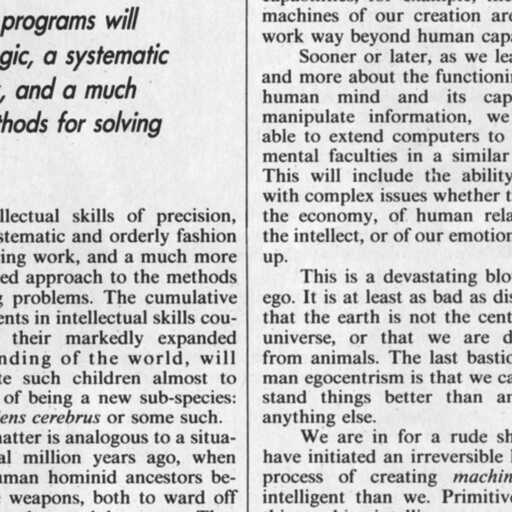 programs will
gic, a systematic
, and a much
thods for solving
llectual skills of precision,
stematic and orderly fashion
ing work, and a much more
ed approach to the methods
g problems. The cumulative
ents in intellectual skills cou-
their markedly expanded
nding of the world, will
te such children almost to
of being a new sub-species:
iens cerebrus or some such.
natter is analogous to a situa-
al million years ago, when
uman hominid ancestors be-
e weapons, both to ward off
machines of our creation are
work way beyond human capa
Sooner or later, as we lea
and more about the functioni
human mind and its cap
manipulate information, we
able to extend computers to
mental faculties in a similar
This will include the ability
with complex issues whether t
the economy, of human rela
the intellect, or of our emotion
up.
This is a devastating blo
ego. It is at least as bad as dis
that the earth is not the cent
universe, or that we are d
from animals. The last bastio
man egocentrism is that we ca
stand things better than an
anything else.
We are in for a rude sh
have initiated an irreversible
process of creating machin
intelligent than we. Primitive